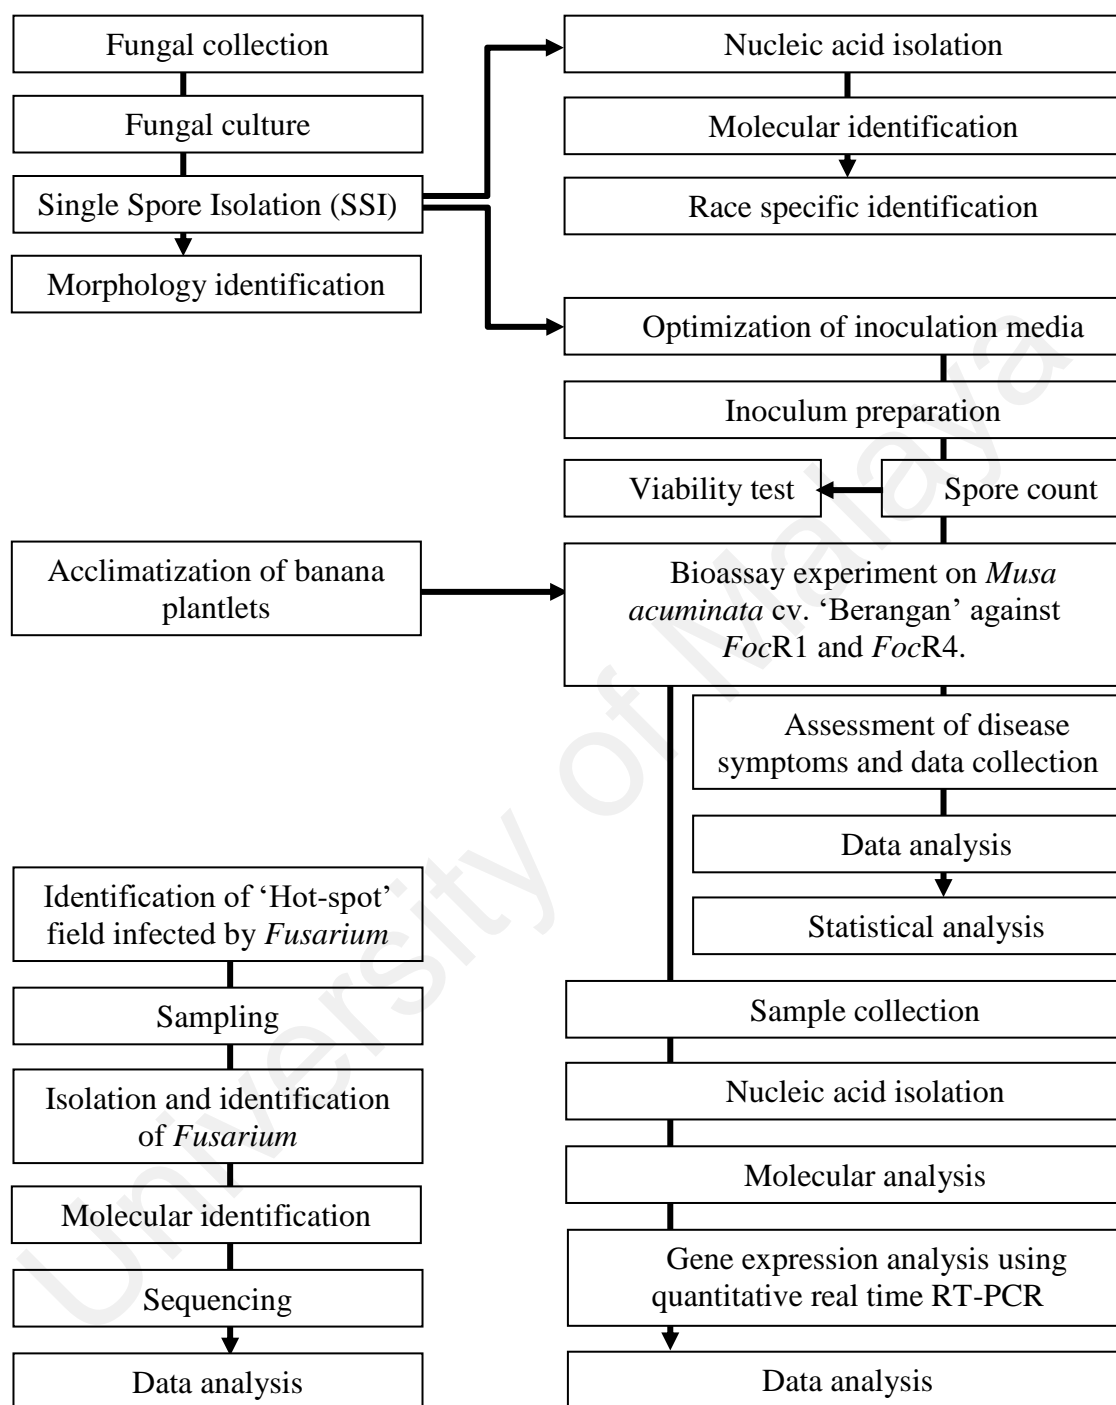 Fungal collection
Fungal culture
Single Spore Isolation (SSI)
Morphology identification
Nucleic acid isolation
Molecular identification
Race specific identification
Optimization of inoculation media
Inoculum preparation
Viability test
Spore count
Acclimatization of banana
plantlets
Bioassay experiment on Musa
acuminata cv. ‘Berangan’ against
FocR1 and FocR4.
Assessment of disease
symptoms and data collection
Data analysis
Statistical analysis
Identification of ‘Hot-spot’
field infected by Fusarium
Sampling
Isolation and identification
of Fusarium
Molecular identification
Sequencing
Data analysis
Sample collection
Nucleic acid isolation
Molecular analysis
Gene expression analysis using
quantitative real time RT-PCR
Data analysis
University of Malaya